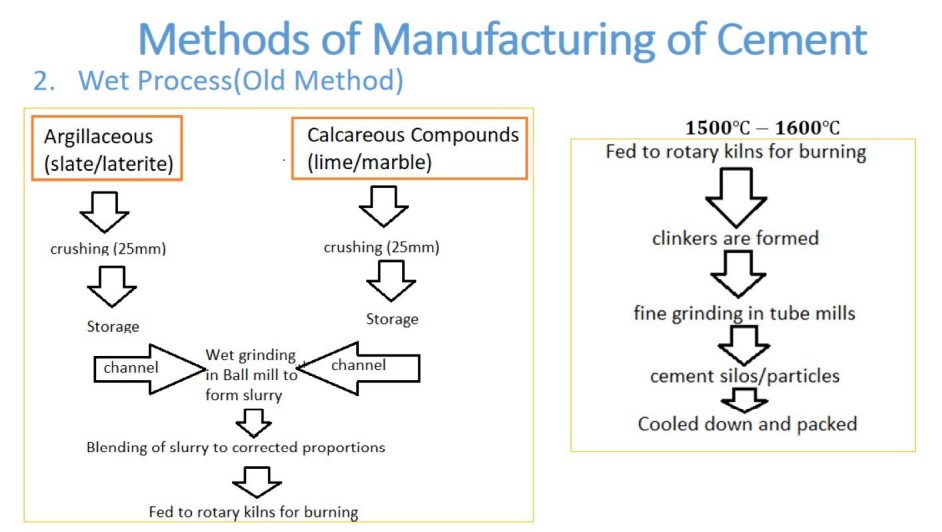 Methods of Manufacturing of Cement
2. Wet Process(Old Method)
Argillaceous
(slate/laterite)
Calcareous Compounds
(lime/marble)
crushing (25mm)
crushing (25mm)
Storage
Storage
channel
Wet grinding
in Ball mill to
form slurry
channel
Blending of slurry to corrected proportions
Fed to rotary kilns for burning
1500°C – 1600°C
Fed to rotary kilns for burning
clinkers are formed
fine grinding in tube mills
cement silos/particles
Cooled down and packed